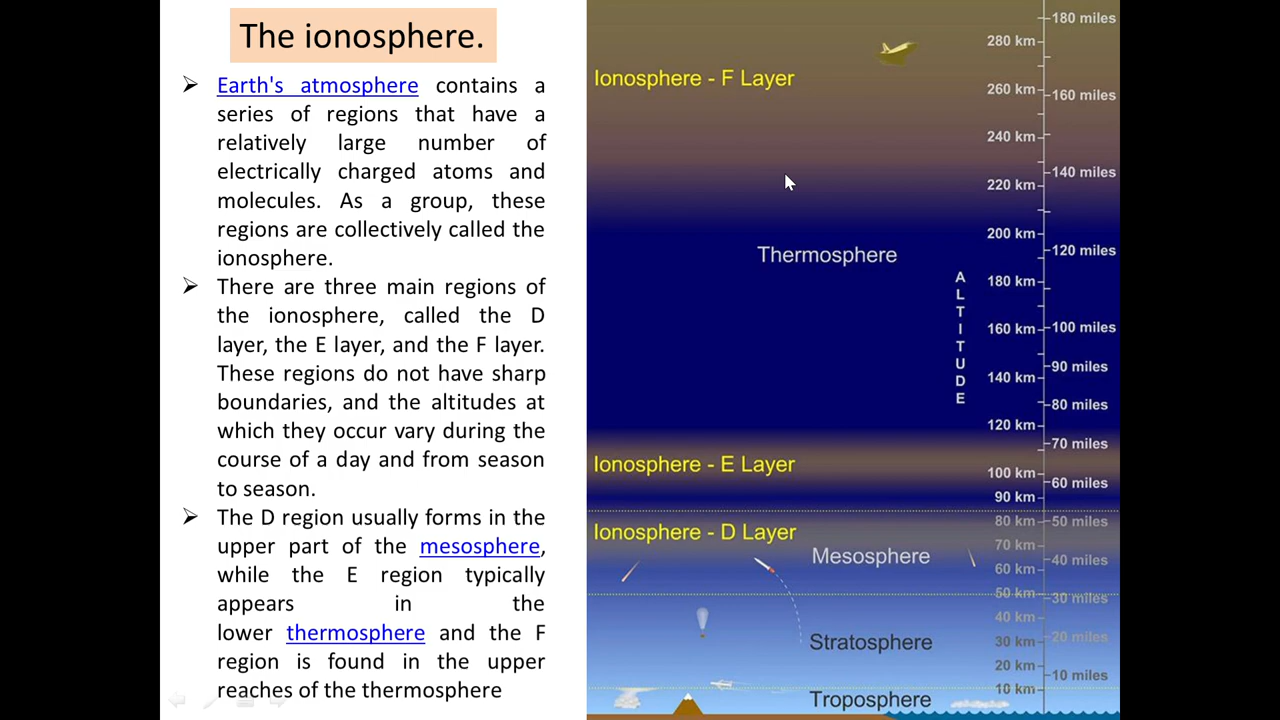 The ionosphere.
➢ Earth's atmosphere contains a
series of regions that have a
relatively large number of
electrically charged atoms and
molecules. As a group, these
regions are collectively called the
ionosphere.
➢ There are three main regions of
the ionosphere, called the D
layer, the E layer, and the F layer.
These regions do not have sharp
boundaries, and the altitudes at
which they occur vary during the
course of a day and from season
to season.
➢ The D region usually forms in the
upper part of the mesosphere,
while the E region typically
appears in the
lower thermosphere and the F
region is found in the upper
reaches of the thermosphere
180 miles
280 km
Ionosphere - F Layer
260 km
160 miles
240 km
140 miles
220 km
200 km
120 miles
Thermosphere
ALTITUDE
180 km
160 km
100 miles
90 miles
140 km
80 miles
120 km
70 miles
Ionosphere - E Layer
100 km
60 miles
90 km
80 km
50 miles
Ionosphere - D Layer
70 km
Mesosphere
40 miles
60 km
50 km
30 miles
40 km
Stratosphere
30 km
20 miles
20 km
10 miles
10 km
Troposphere